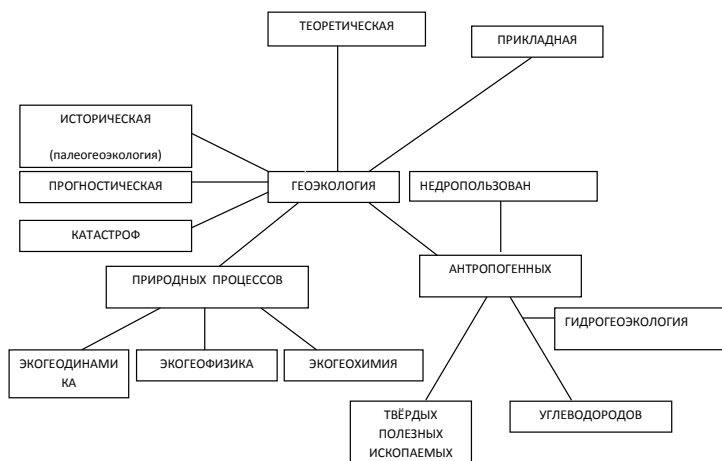 ТЕОРЕТИЧЕСКАЯ
ПРИКЛАДНАЯ
ИСТОРИЧЕСКАЯ
(палеогеоэкология)
ПРОГНОСТИЧЕСКАЯ
ГЕОЭКОЛОГИЯ
НЕДРОПОЛЬЗОВАН
КАТАСТРОФ
ПРИРОДНЫХ ПРОЦЕССОВ
АНТРОПОГЕННЫХ
ГИДРОГЕОЭКОЛОГИЯ
ЭКОГЕОДИНАМИ
КА
ЭКОГЕОФИЗИКА
ЭКОГЕОХИМИЯ
ТВЁРДЫХ
ПОЛЕЗНЫХ
ИСКОПАЕМЫХ
УГЛЕВОДОРОДОВ